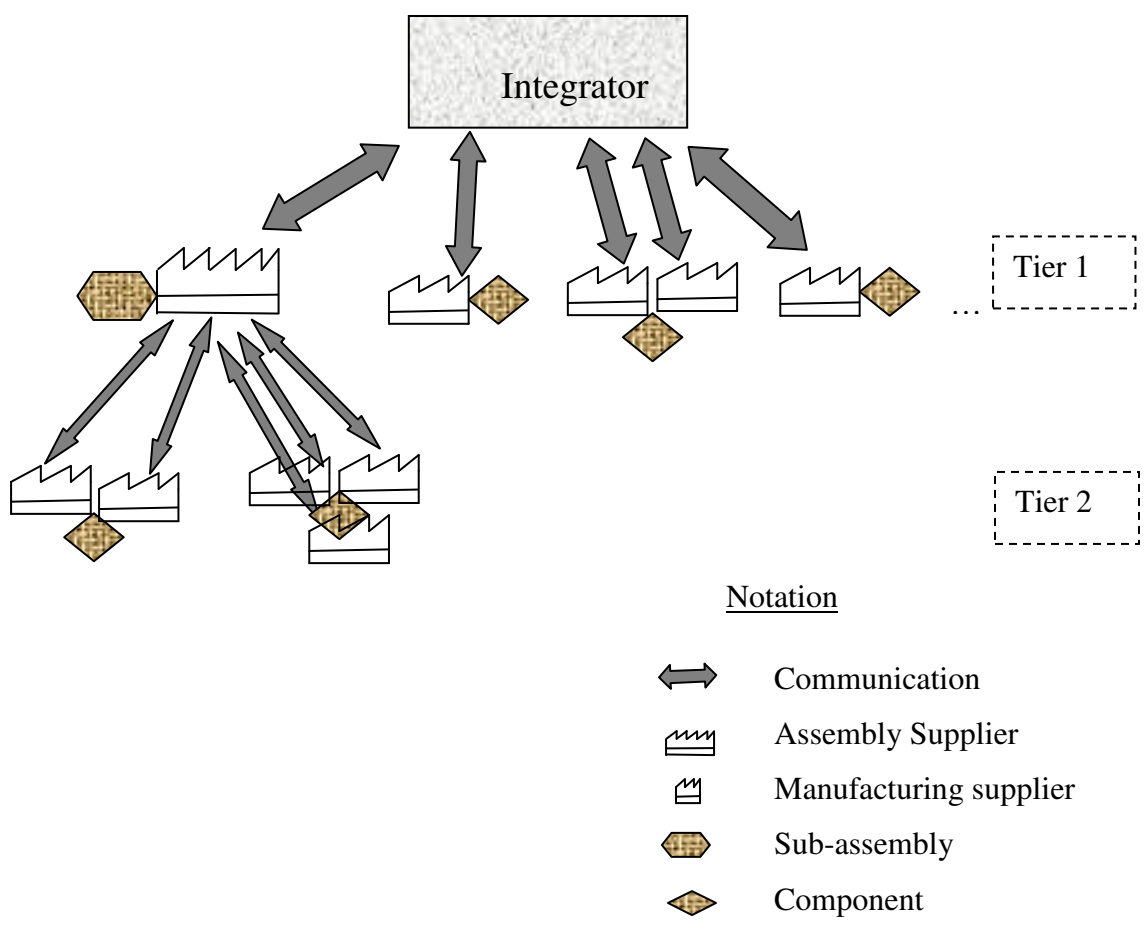 Integrator
Tier 1
…
Tier 2
Notation
Communication
Assembly Supplier
Manufacturing supplier
Sub-assembly
Component